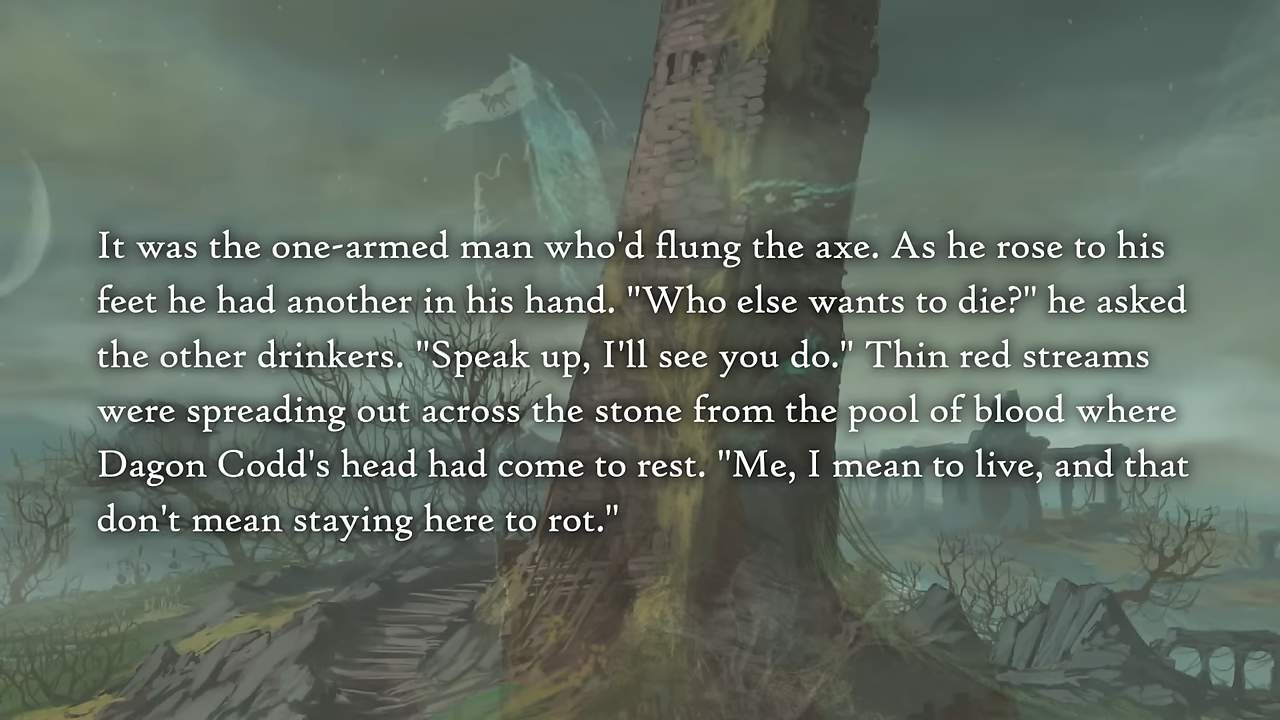 It was the one-armed man who'd flung the axe. As he rose to his
feet he had another in his hand. "Who else wants to die?" he asked
the other drinkers. "Speak up, I'll see you do." Thin red streams
were spreading out across the stone from the pool of blood where
Dagon Codd's head had come to rest. "Me, I mean to live, and that
don't mean staying here to rot."